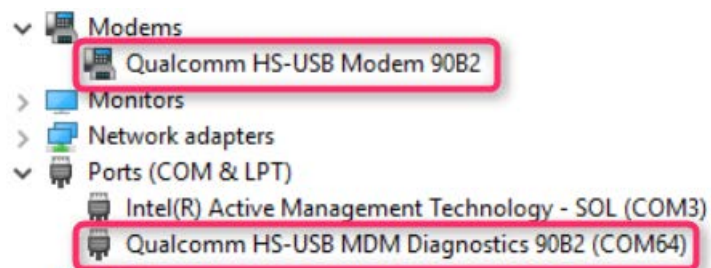 Modems
Qualcomm HS-USB Modem 90B2
Monitors
Network adapters
Ports (COM & LPT)
Intel(R) Active Management Technology - SOL (COM3)
Qualcomm HS-USB MDM Diagnostics 90B2 (COM64)